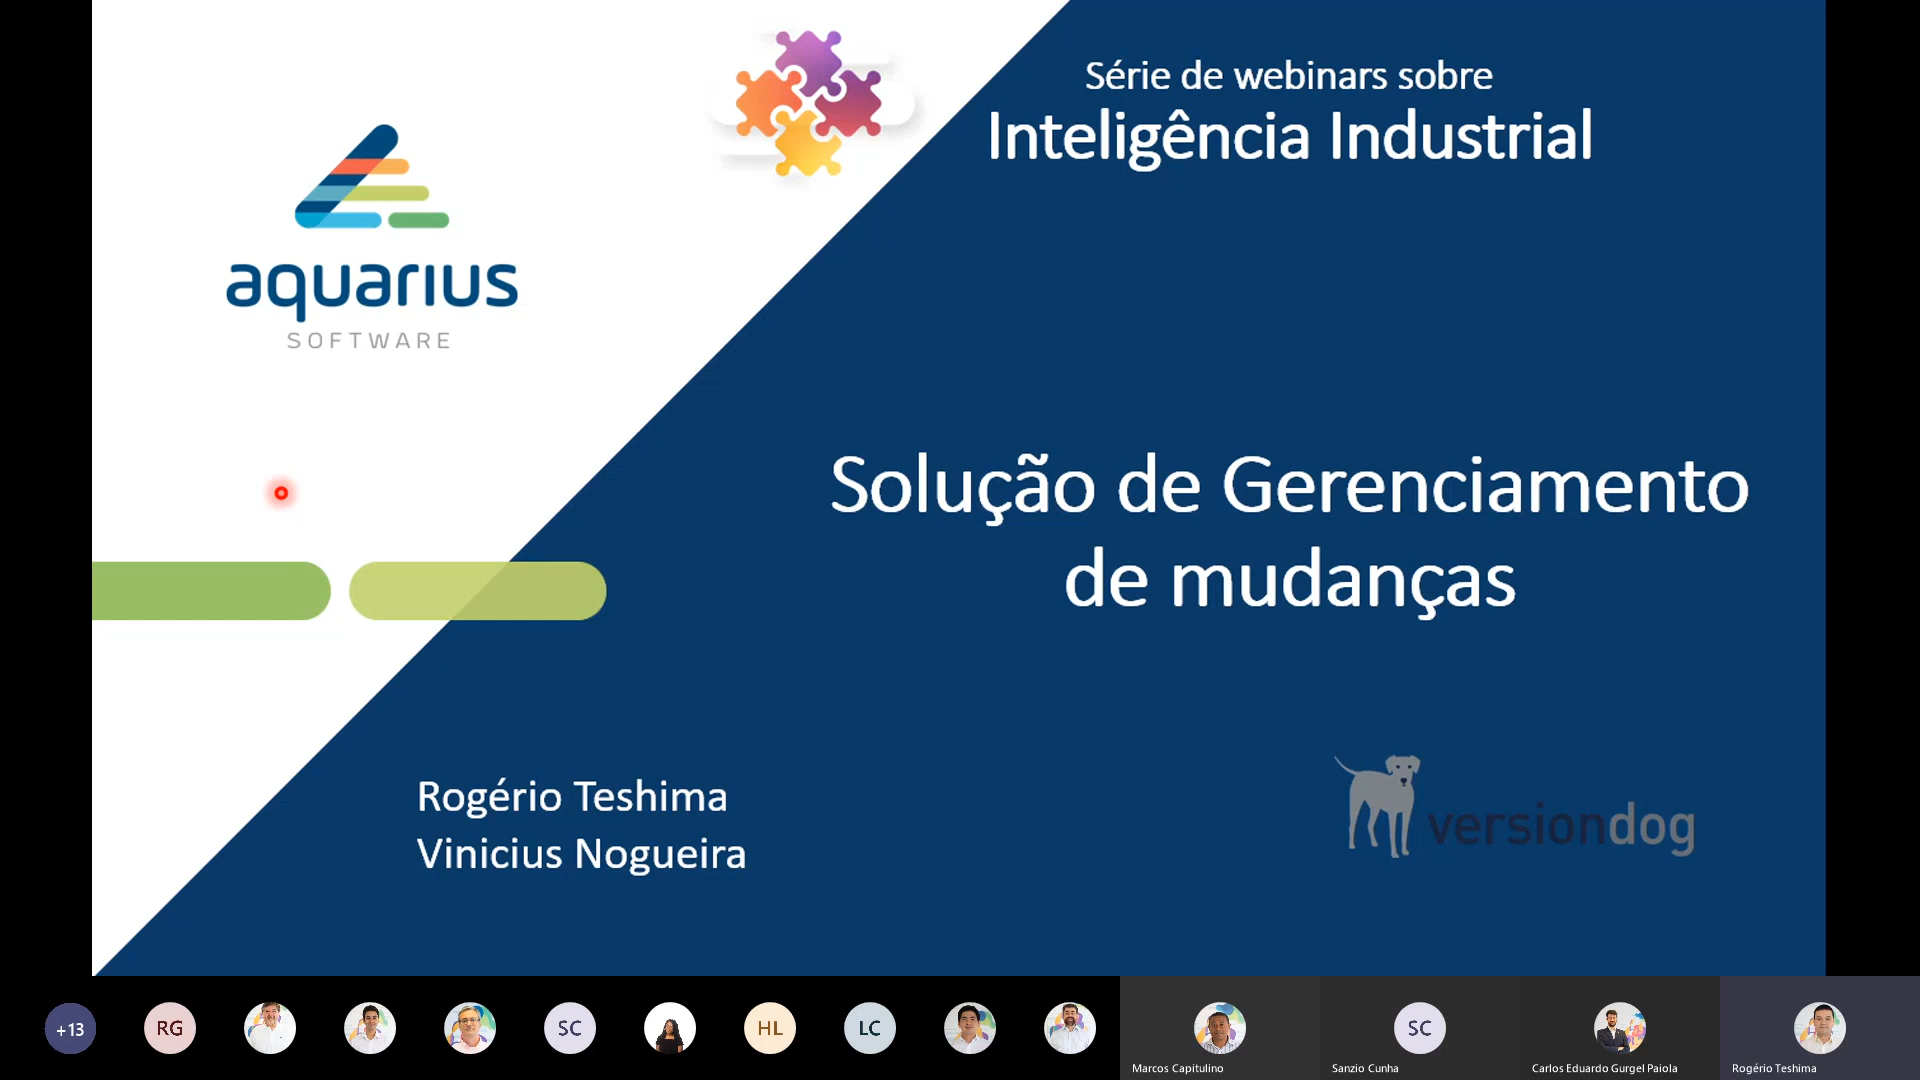 Série de webinars sobre
Inteligência Industrial
aquarius
SOFTWARE
Solução de Gerenciamento
de mudanças
Rogério Teshima
Vinicius Nogueira
versiondog
+13
RG
SC
HL
LC
SC
Marcos Capitulino
Sanzio Cunha
Carlos Eduardo Gurgel Paiola
Rogério Teshima